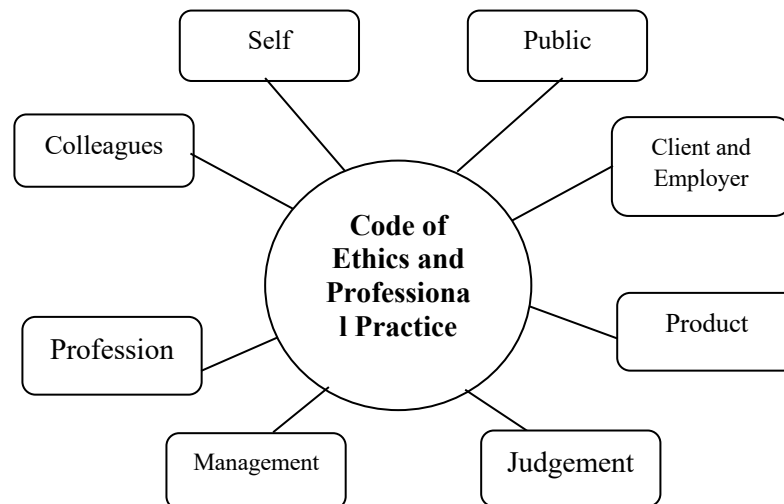 Self
Public
Colleagues
Client and
Employer
Code of
Ethics and
Professiona
l Practice
Product
Profession
Management
Judgement